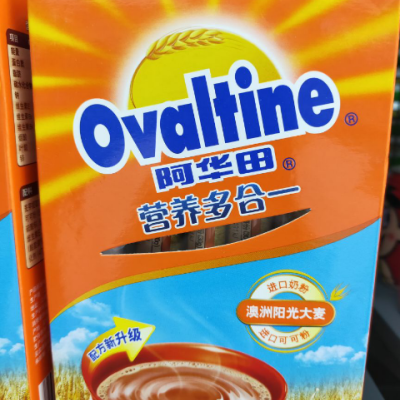 Ovaltine®
阿华田®
营养多合一
进口奶粉
澳洲阳光大麦
进口可可粉
配方新升级